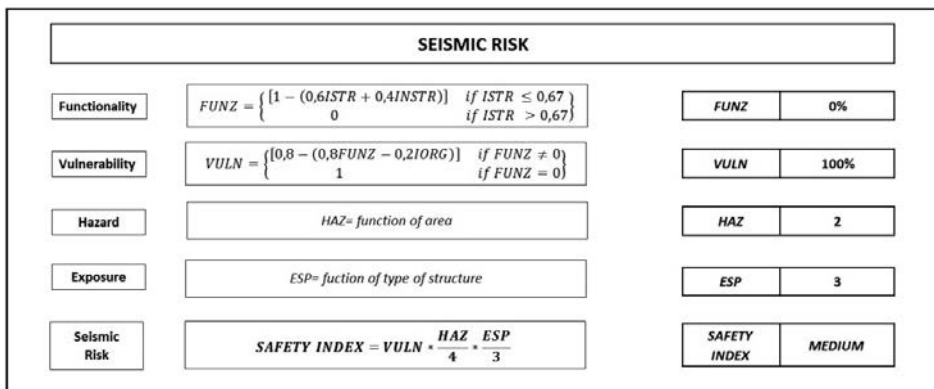 SEISMIC RISK
Functionality
FUNZ = {[1 − (0,6ISTR + 0,4INSTR)] if ISTR ≤ 0,67
0 if ISTR > 0,67}
FUNZ 0%
Vulnerability
VULN = {[0,8 − (0,8FUNZ − 0,2IORG)] if FUNZ ≠ 0
1 if FUNZ = 0}
VULN 100%
Hazard
HAZ= function of area
HAZ 2
Exposure
ESP= fuction of type of structure
ESP 3
Seismic
Risk
SAFETY INDEX = VULN * HAZ/4 * ESP/3
SAFETY
INDEX
MEDIUM